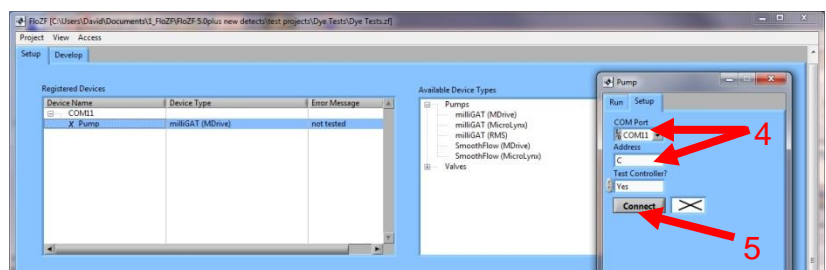 FloZF [C:\Users\David\Documents\1_FloZF\FloZF 5.0plus new detects\test projects\Dye Tests\Dye Tests.zf]
Project View Access
Setup Develop
Registered Devices
Device Name Device Type Error Message
COM11
X Pump milliGAT (MDrive) not tested
Available Device Types
Pumps
milliGAT (MDrive)
milliGAT (MicroLynx)
milliGAT (RMS)
SmoothFlow (MDrive)
SmoothFlow (MicroLynx)
Valves
Pump
Run Setup
COM Port
COM11
4
Address
C
Test Controller?
Yes
Connect
5